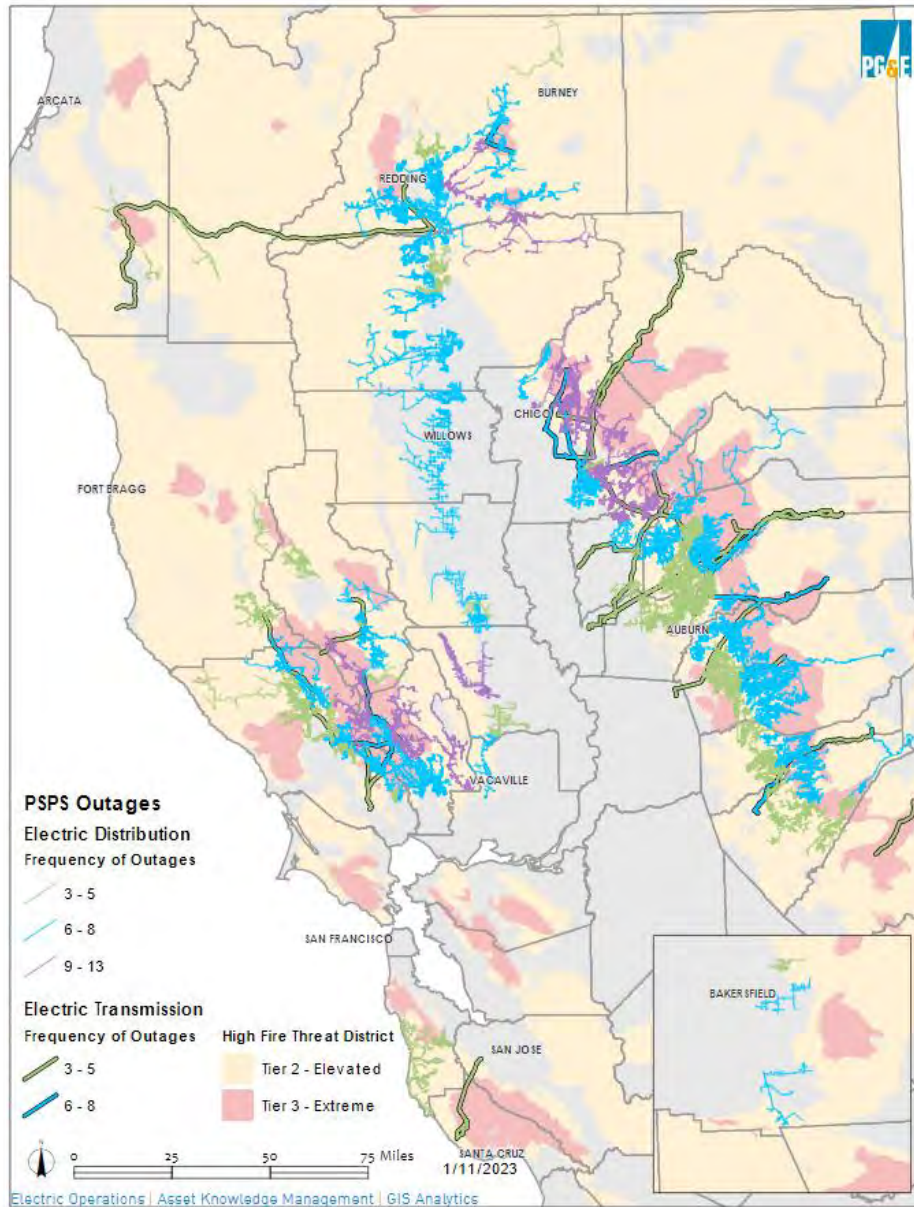 PG&E
ARCATA
BURNEY
REDDING
CHICO
WILLOWS
FORT BRAGG
AUBURN
VACAVILLE
PSPS Outages
Electric Distribution
Frequency of Outages
3 - 5
6 - 8
9 - 13
SAN FRANCISCO
BAKERSFIELD
Electric Transmission
Frequency of Outages
3 - 5
6 - 8
High Fire Threat District
Tier 2 - Elevated
Tier 3 - Extreme
SAN JOSE
SANTA CRUZ
N
0 25 50 75 Miles
1/11/2023
Electric Operations | Asset Knowledge Management | GIS Analytics